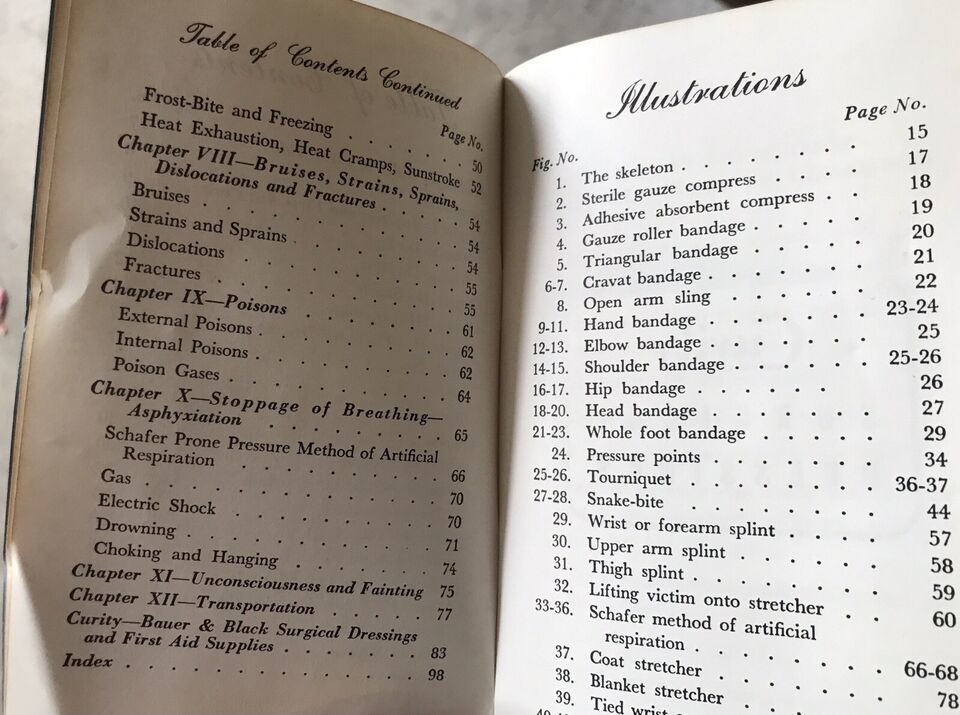 Table of Contents Continued
Page No.
Frost-Bite and Freezing . . . . . . 50
Heat Exhaustion, Heat Cramps, Sunstroke 52
Chapter VIII—Bruises, Strains, Sprains,
Dislocations and Fractures . . . . . 54
Bruises . . . . . . . . . . . 54
Strains and Sprains . . . . . . . 54
Dislocations . . . . . . . . . . 55
Fractures . . . . . . . . . . 55
Chapter IX—Poisons . . . . . . . 61
External Poisons . . . . . . . . 62
Internal Poisons . . . . . . . . 62
Poison Gases . . . . . . . . . 64
Chapter X—Stoppage of Breathing—
Asphyxiation . . . . . . . . . 65
Schafer Prone Pressure Method of Artificial
Respiration . . . . . . . . . 66
Gas . . . . . . . . . . . . 70
Electric Shock . . . . . . . . . 70
Drowning . . . . . . . . . . 71
Choking and Hanging . . . . . . . 74
Chapter XI—Unconsciousness and Fainting 75
Chapter XII—Transportation . . . . . 77
Curity—Bauer & Black Surgical Dressings
and First Aid Supplies . . . . . . . 83
Index . . . . . . . . . . . . 98
Illustrations
Fig. No. Page No.
1. The skeleton . . . . . . . 15
2. Sterile gauze compress . . . . 17
3. Adhesive absorbent compress . . 18
4. Gauze roller bandage . . . . . 19
5. Triangular bandage . . . . . 20
6-7. Cravat bandage . . . . . . 21
8. Open arm sling . . . . . . 22
9-11. Hand bandage . . . . . . 23-24
12-13. Elbow bandage . . . . . . 25
14-15. Shoulder bandage . . . . . 25-26
16-17. Hip bandage . . . . . . 26
18-20. Head bandage . . . . . . 27
21-23. Whole foot bandage . . . . . 29
24. Pressure points . . . . . . 34
25-26. Tourniquet . . . . . . . 36-37
27-28. Snake-bite . . . . . . . 44
29. Wrist or forearm splint . . . . 57
30. Upper arm splint . . . . . 58
31. Thigh splint . . . . . . . 59
32. Lifting victim onto stretcher . . 60
33-36. Schafer method of artificial
respiration . . . . . . . 66-68
37. Coat stretcher . . . . . . 78
38. Blanket stretcher . . . . .
39. Tied